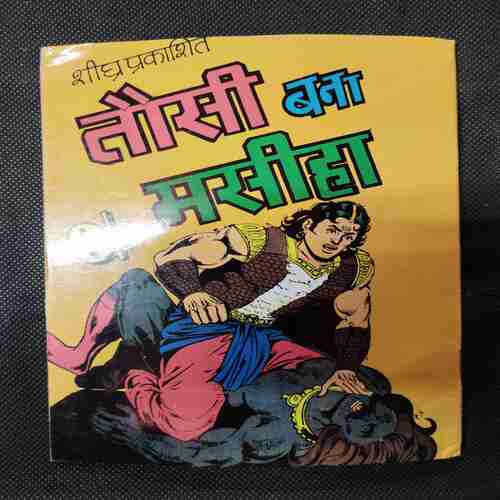 शीघ्र प्रकाशित
तौसी बना
मसीहा